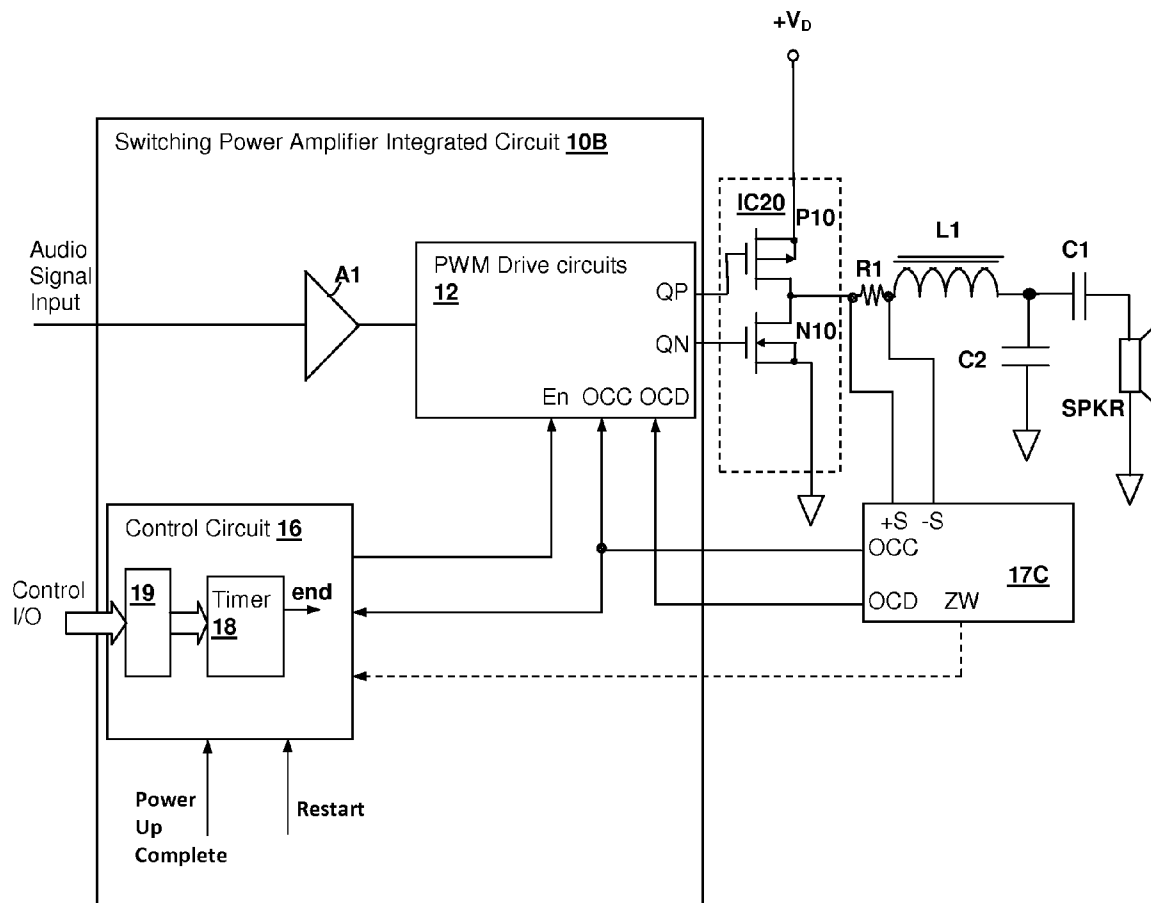 +VD
Switching Power Amplifier Integrated Circuit 10B
IC20
P10
L1
C1
R1
Audio
Signal
Input
A1
PWM Drive circuits
12
QP
QN
N10
C2
SPKR
En OCC OCD
+S -S
OCC
17C
OCD ZW
Control Circuit 16
Control
I/O
19
Timer
18
end
Power
Up
Complete
Restart